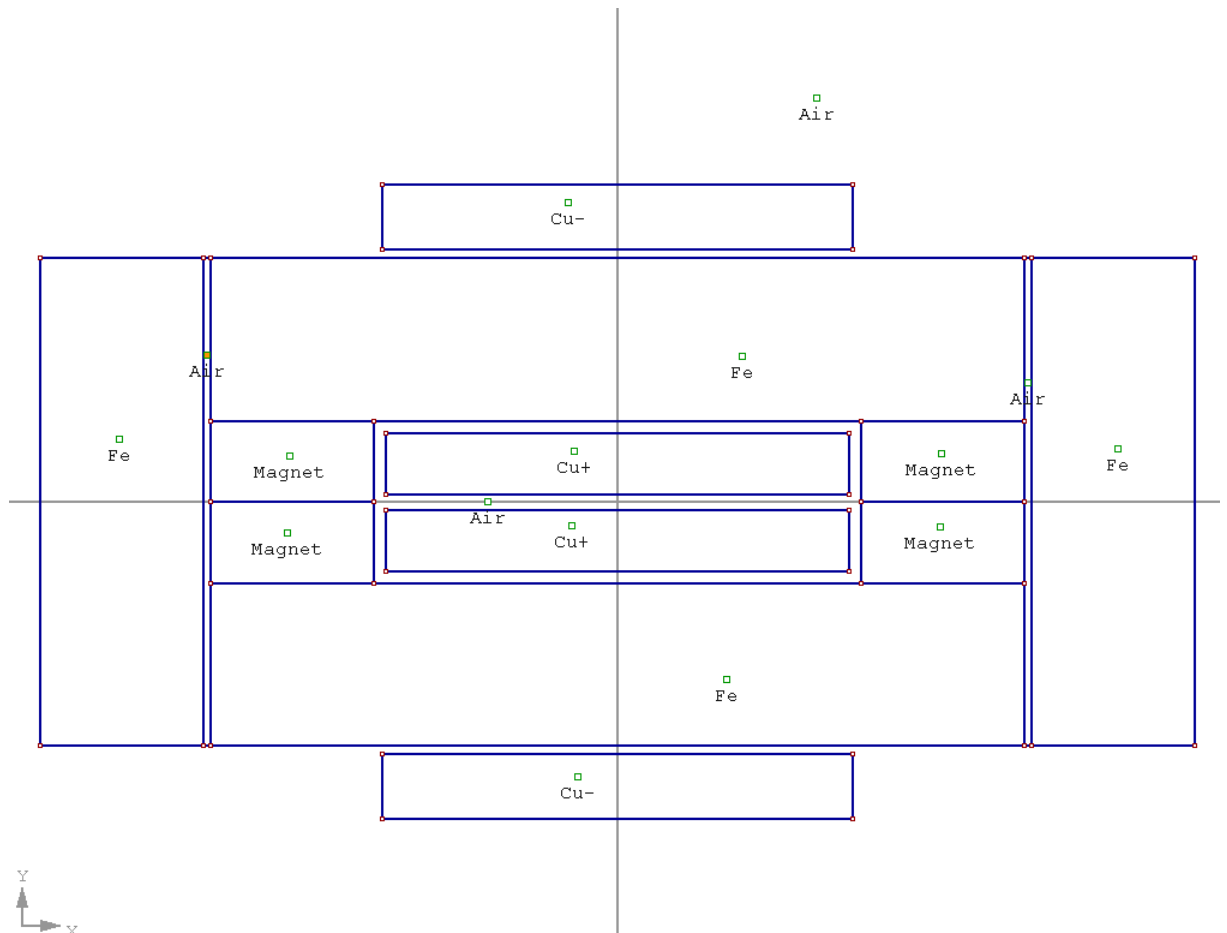 Air
Cu-
Air
Fe
Air
Fe
Magnet
Cu+
Magnet
Fe
Air
Magnet
Cu+
Magnet
Fe
Cu-
Y
X